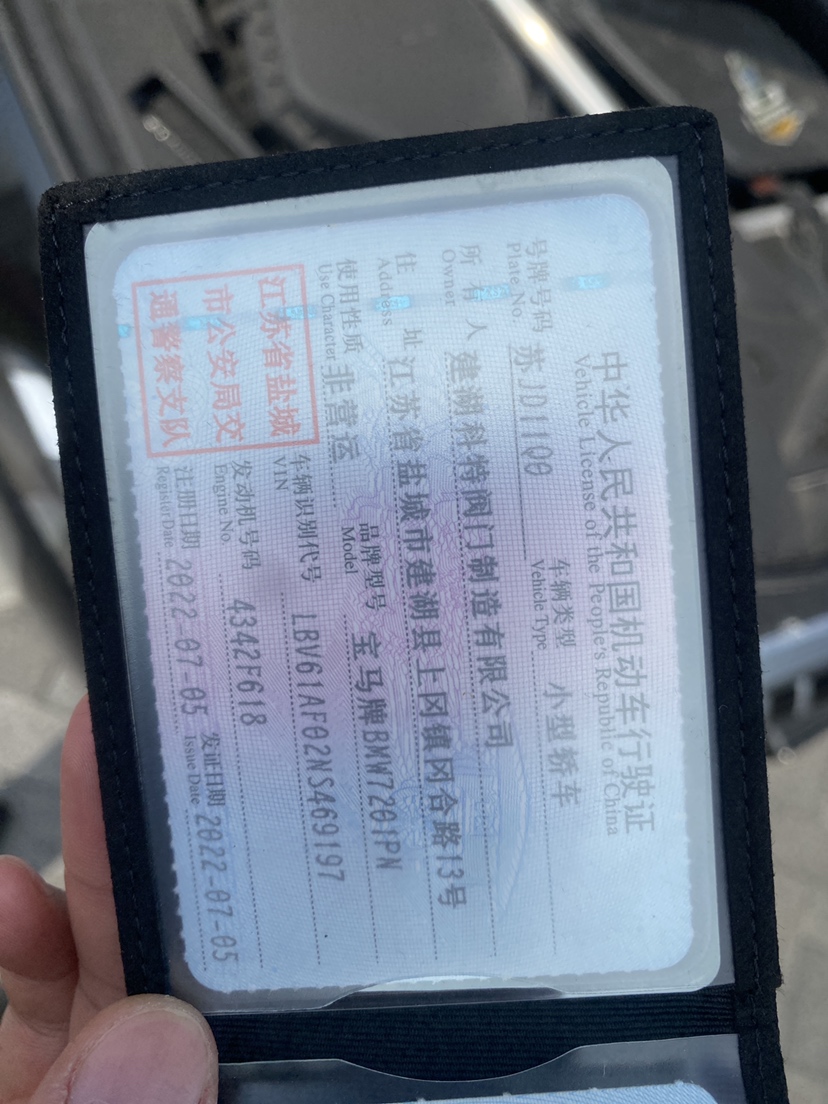 中华人民共和国机动车行驶证
Vehicle License of the People's Republic of China
号牌号码 苏JD11Q0 车辆类型 小型轿车
Plate No. Vehicle Type
所有人 建湖科特阀门制造有限公司
Owner
住址 江苏省盐城市建湖县上冈镇冈合路13号
Address
使用性质 非营运 品牌型号 宝马牌BMW7201PN
Use Character Model
江苏省盐城
市公安局交
通警察支队
车辆识别代号 LBV61AF02NS469197
VIN
发动机号码 4342F618
Engine No.
注册日期 2022-07-05 发证日期 2022-07-05
Register Date Issue Date